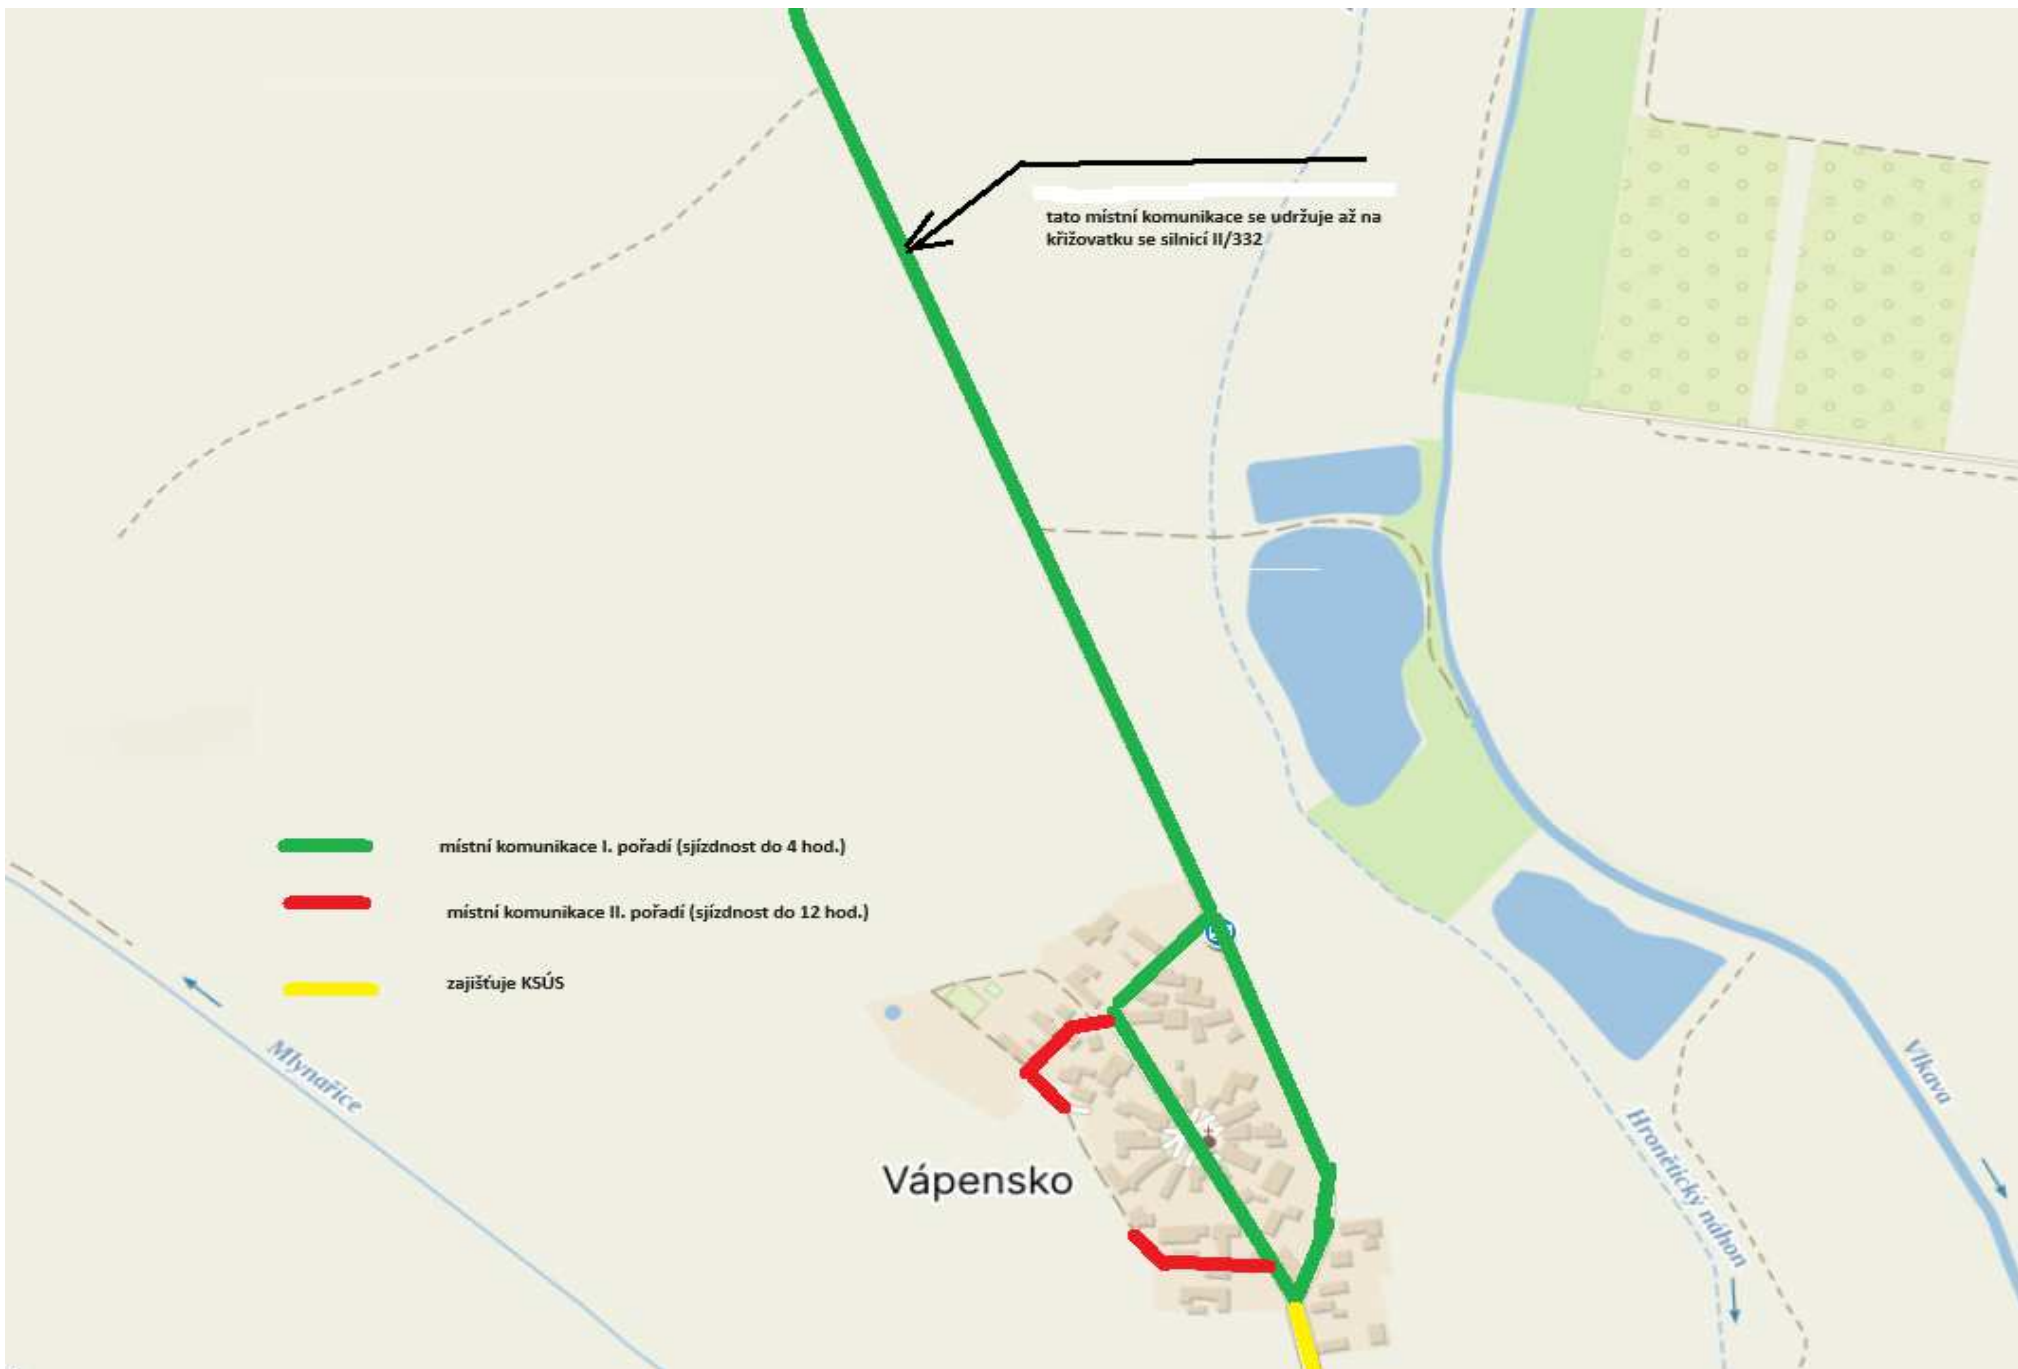 tato místní komunikace se udržuje až na
křižovatku se silnicí II/332
místní komunikace I. pořadí (sjízdnost do 4 hod.)
místní komunikace II. pořadí (sjízdnost do 12 hod.)
zajišťuje KSÚS
Mlynařice
Vápensko
Vlkava
Hronětický náhon